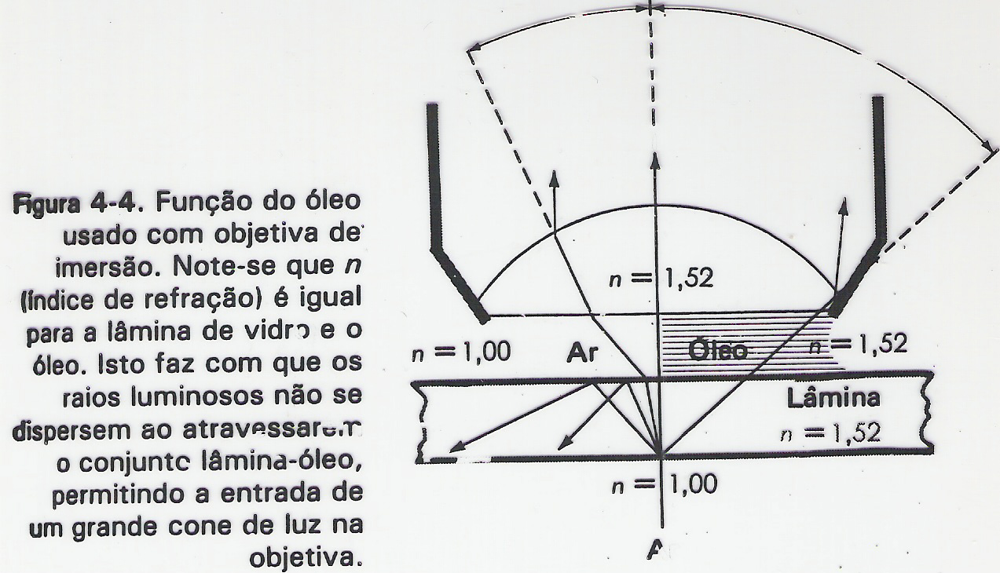 Figura 4-4. Função do óleo
usado com objetiva de
imersão. Note-se que n
(índice de refração) é igual
para a lâmina de vidro e o
óleo. Isto faz com que os
raios luminosos não se
dispersem ao atravessarem
o conjunto lâmina-óleo,
permitindo a entrada de
um grande cone de luz na
objetiva.
n = 1,52
n = 1,00 Ar Óleo n = 1,52
Lâmina
n = 1,52
n = 1,00
A